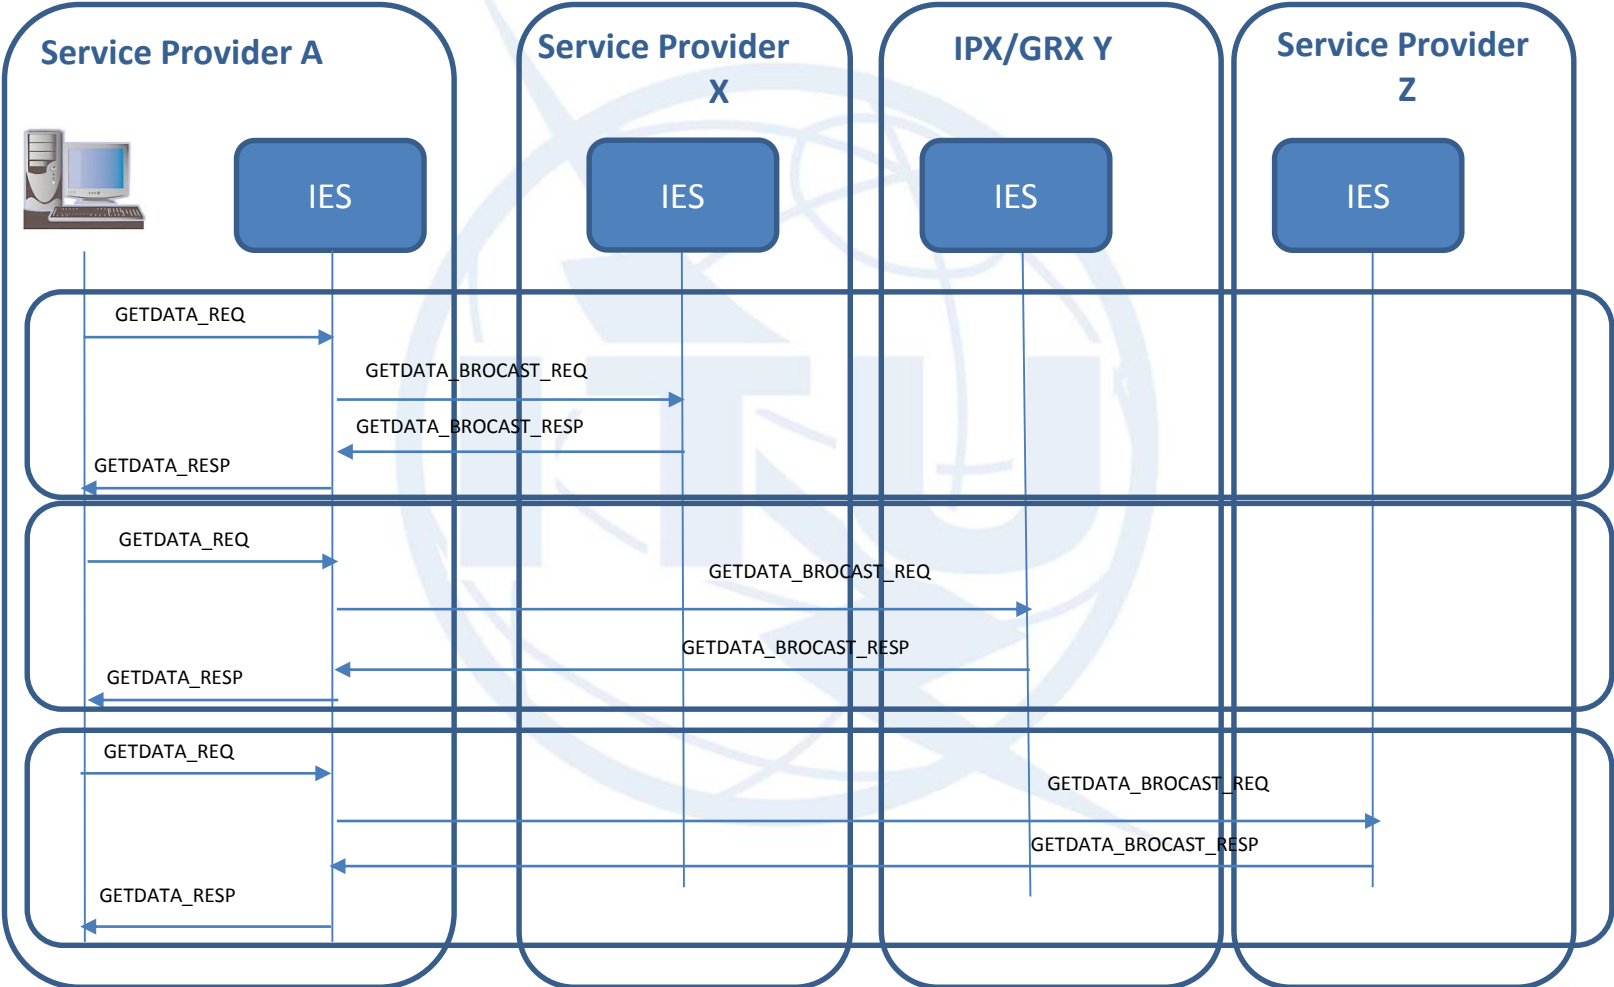 Service Provider A
Service Provider
X
IPX/GRX Y
Service Provider
Z
IES
IES
IES
IES
GETDATA_REQ
GETDATA_BROCAST_REQ
GETDATA_BROCAST_RESP
GETDATA_RESP
GETDATA_REQ
GETDATA_BROCAST_REQ
GETDATA_BROCAST_RESP
GETDATA_RESP
GETDATA_REQ
GETDATA_BROCAST_REQ
GETDATA_BROCAST_RESP
GETDATA_RESP
ITU